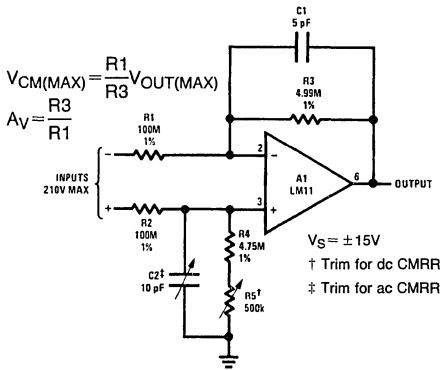 C1
5 pF
VCM(MAX) = R1/R3 VOUT(MAX)
AV = R3/R1
R3
4.99M
1%
R1
100M
1%
− 2 −
INPUTS
210V MAX
A1
LM11
6 OUTPUT
+ 3 +
R2
100M
1%
R4
4.75M
1%
C2‡
10 pF
R5†
500k
VS = ±15V
† Trim for dc CMRR
‡ Trim for ac CMRR